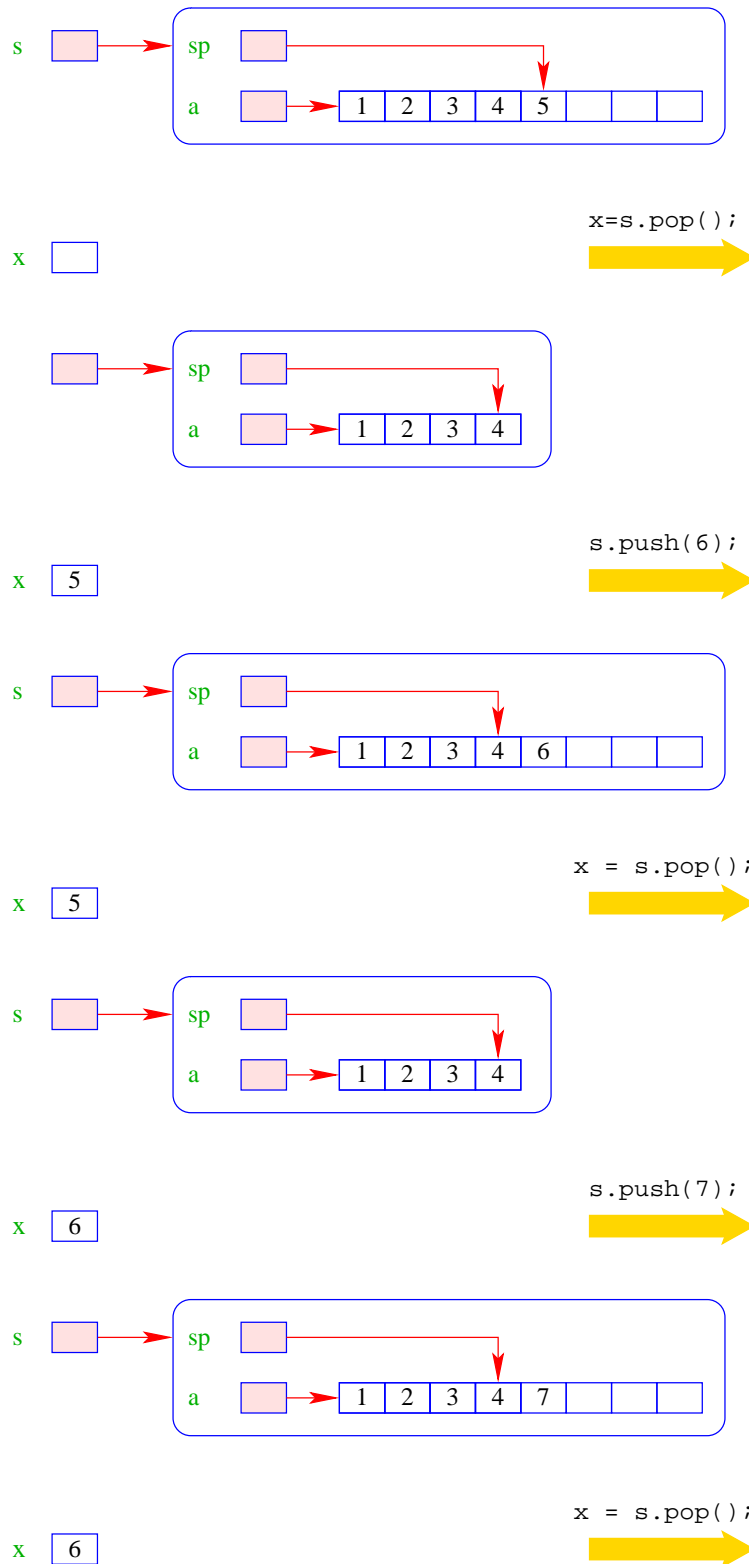 s sp
a 1 2 3 4 5
x=s.pop();
x
sp
a 1 2 3 4
s.push(6);
x 5
s sp
a 1 2 3 4 6
x = s.pop();
x 5
s sp
a 1 2 3 4
s.push(7);
x 6
s sp
a 1 2 3 4 7
x = s.pop();
x 6